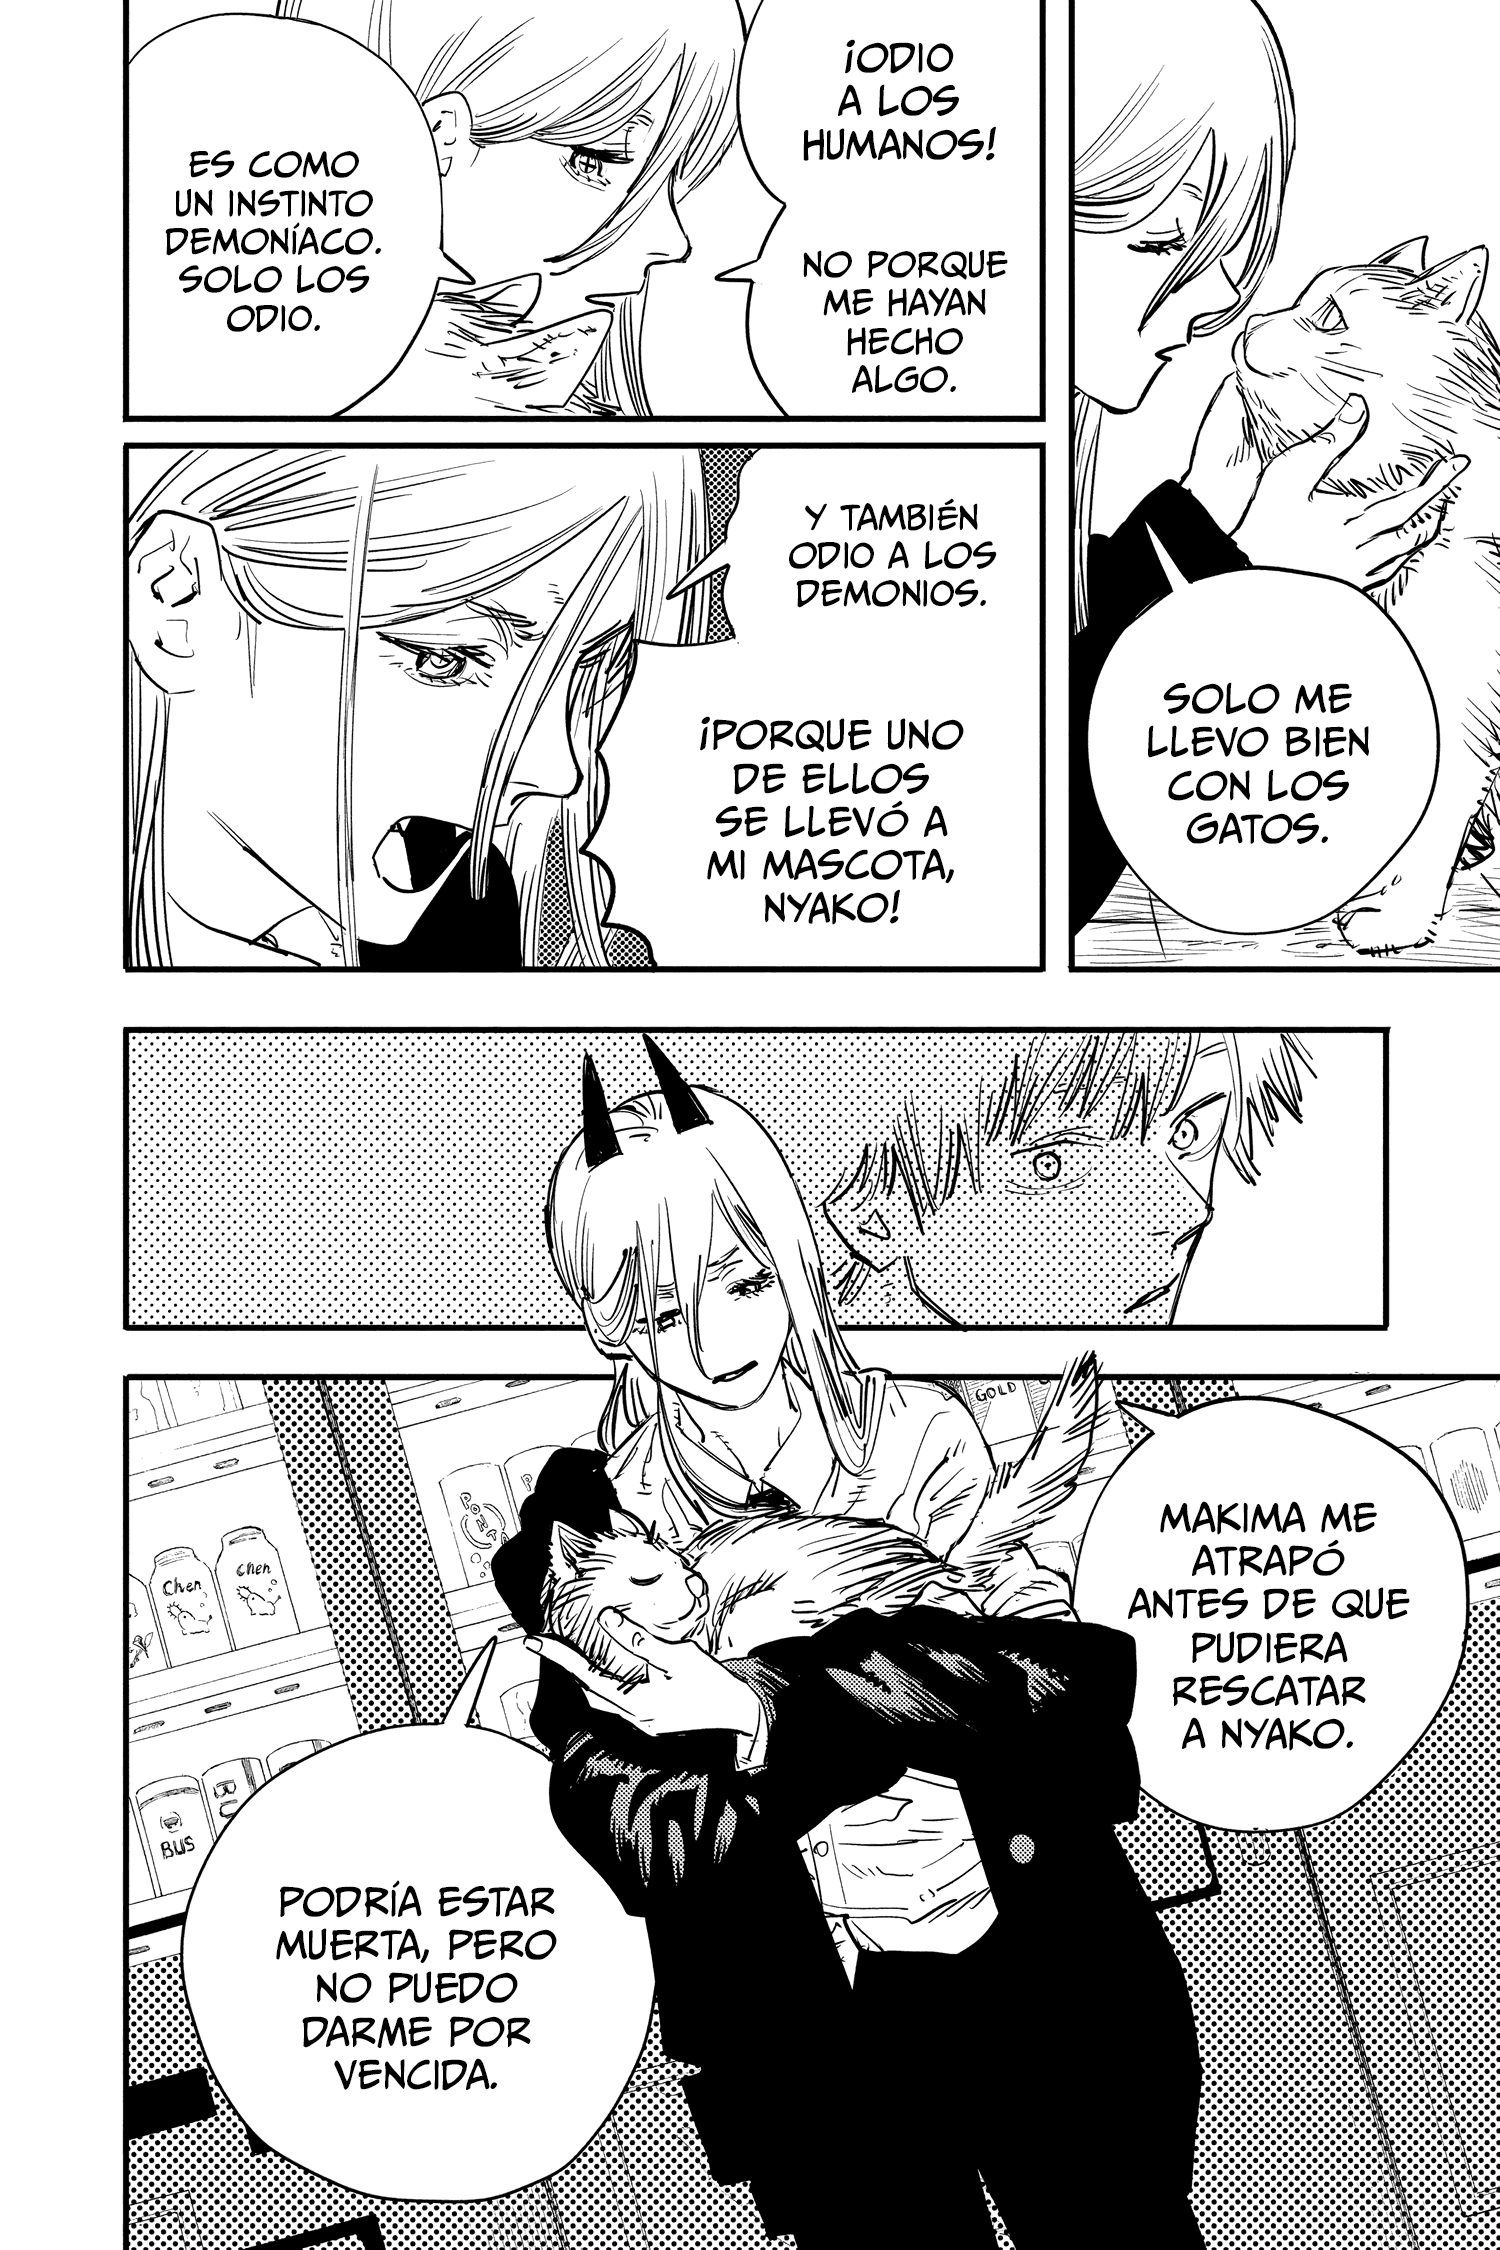 SOLO ME
LLEVO BIEN
CON LOS
GATOS.
¡ODIO
A LOS
HUMANOS!
NO PORQUE
ME HAYAN
HECHO
ALGO.
ES COMO
UN INSTINTO
DEMONÍACO.
SOLO LOS
ODIO.
Y TAMBIÉN
ODIO A LOS
DEMONIOS.
¡PORQUE UNO
DE ELLOS
SE LLEVÓ A
MI MASCOTA,
NYAKO!
MAKIMA ME
ATRAPÓ
ANTES DE QUE
PUDIERA
RESCATAR
A NYAKO.
PODRÍA ESTAR
MUERTA, PERO
NO PUEDO
DARME POR
VENCIDA.
GOLD
Chen
Chen
BUS